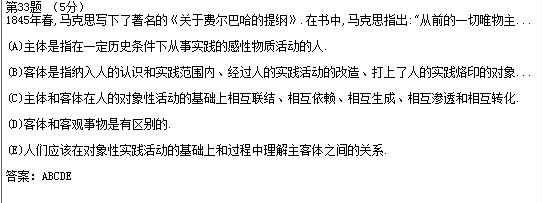 第33题 (5分)
1845年春,马克思写下了著名的《关于费尔巴哈的提纲》.在书中,马克思指出:“从前的一切唯物主...
(A)主体是指在一定历史条件下从事实践的感性物质活动的人.
(B)客体是指纳入人的认识和实践范围内、经过人的实践活动的改造、打上了人的实践烙印的对象...
(C)主体和客体在人的对象性活动的基础上相互联结、相互依赖、相互生成、相互渗透和相互转化.
(D)客体和客观事物是有区别的.
(E)人们应该在对象性实践活动的基础上和过程中理解主客体之间的关系.
答案: ABCDE